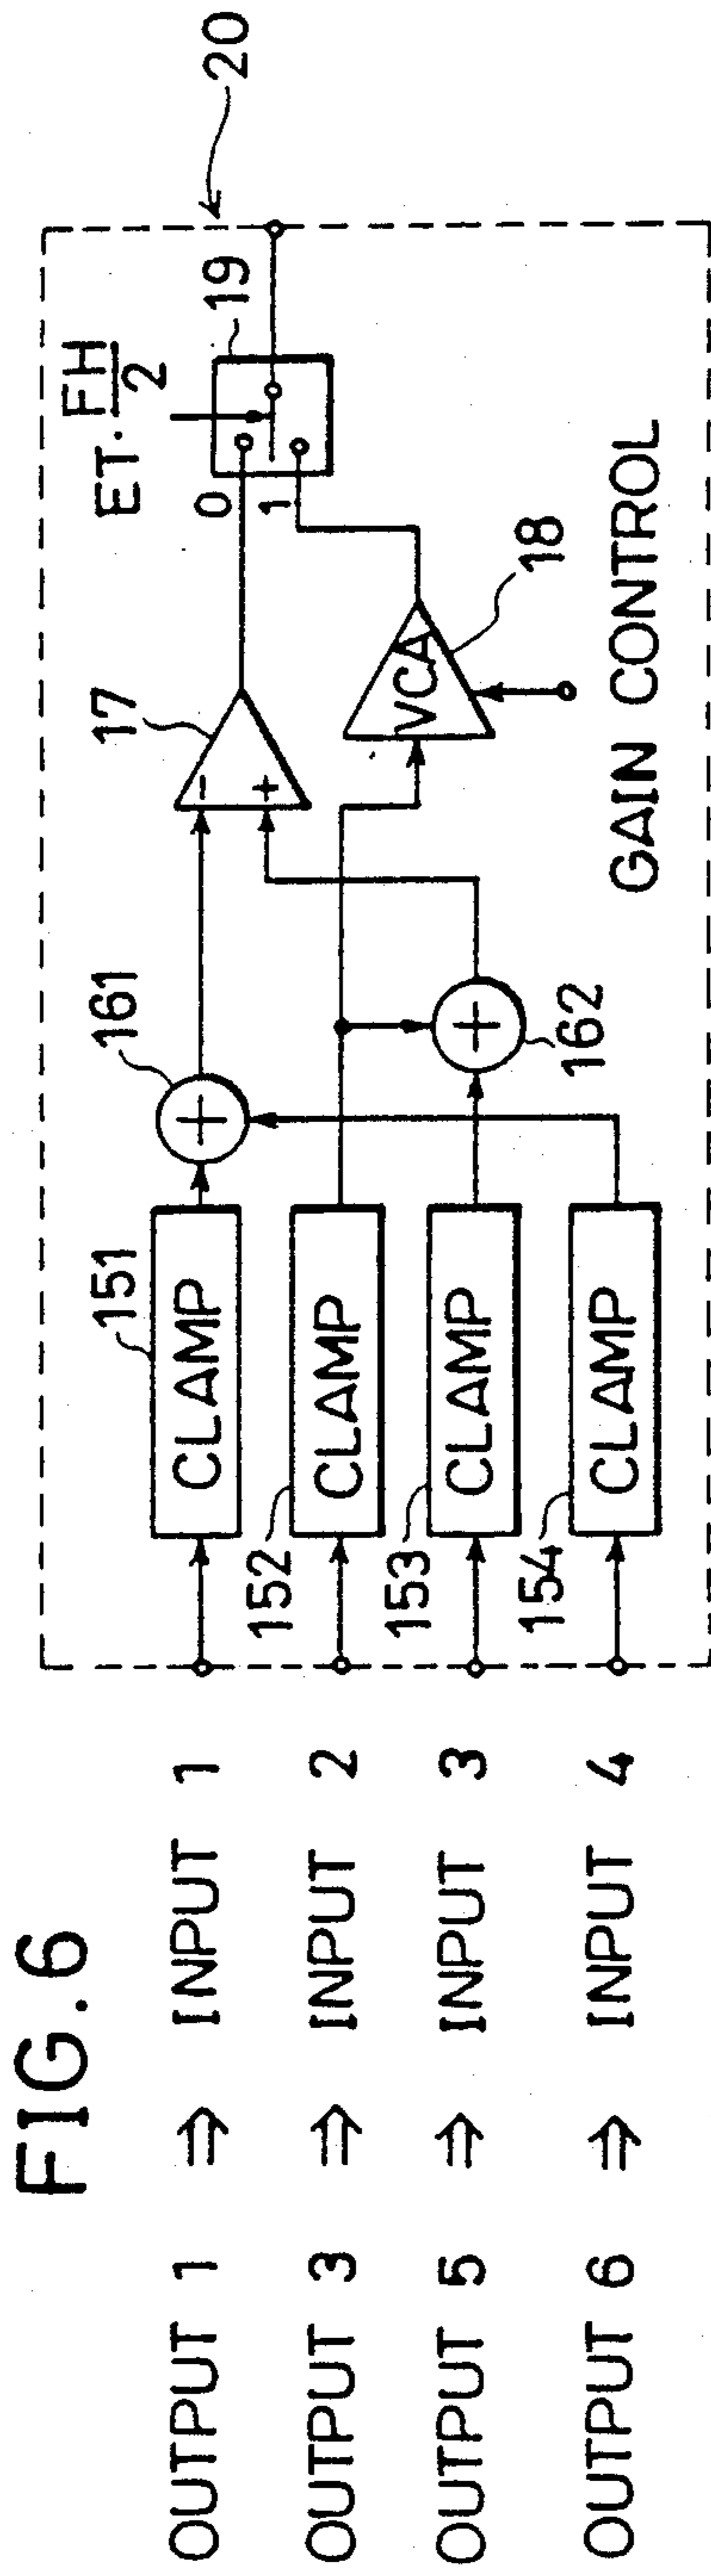 FIG. 6
OUTPUT 1 ⇒ INPUT 1
OUTPUT 3 ⇒ INPUT 2
OUTPUT 5 ⇒ INPUT 3
OUTPUT 6 ⇒ INPUT 4
151
CLAMP
152
CLAMP
153
CLAMP
154
CLAMP
161
+
162
+
17
−
+
VCA
18
GAIN CONTROL
ET· FH/2
0
1
19
20